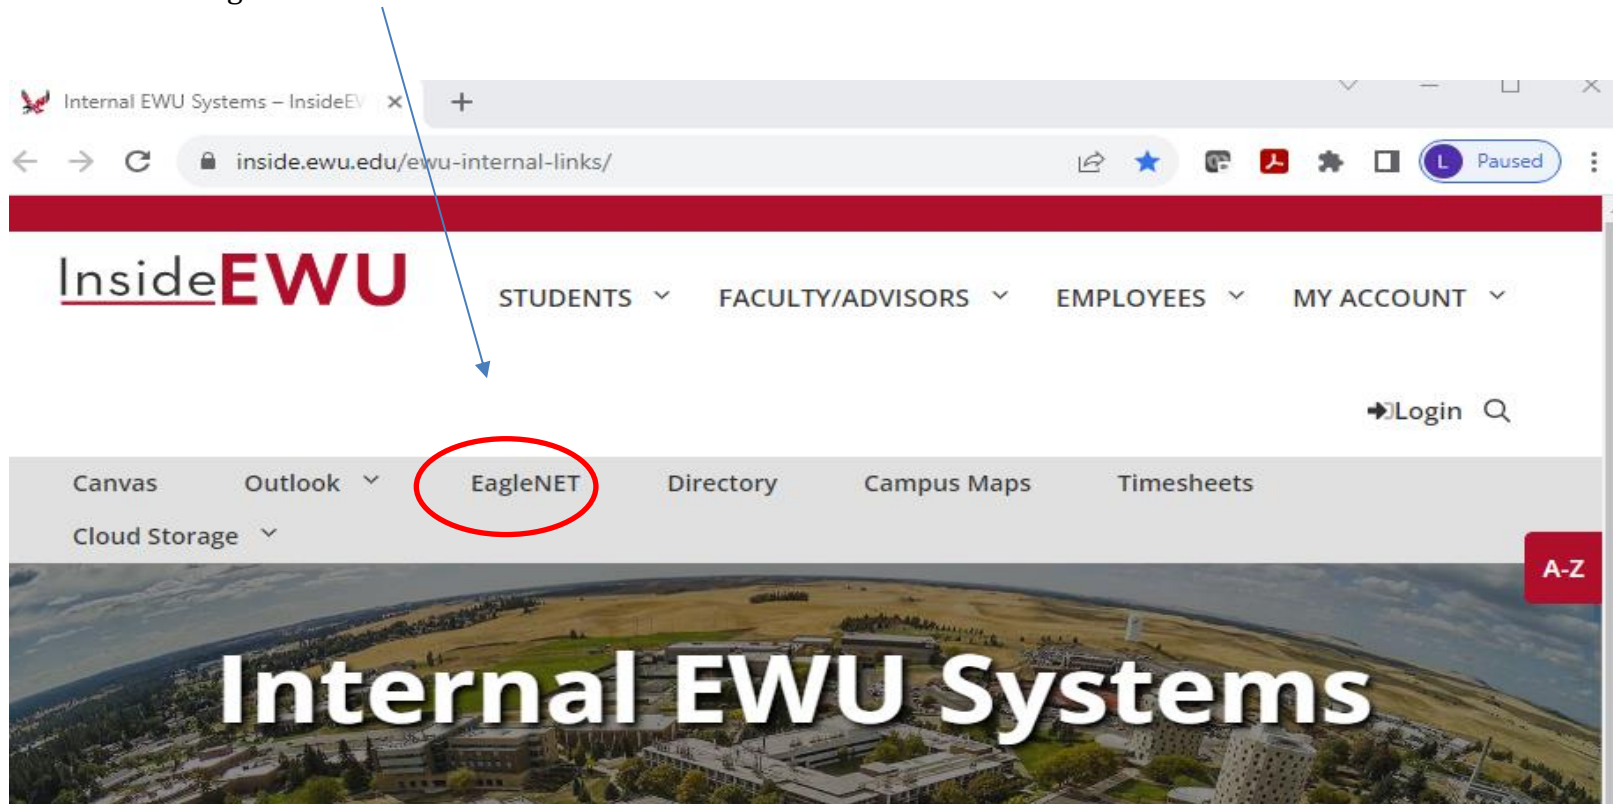 Internal EWU Systems – InsideEV
inside.ewu.edu/ewu-internal-links/
L Paused
InsideEWU
STUDENTS FACULTY/ADVISORS EMPLOYEES MY ACCOUNT
Login
Canvas Outlook EagleNET Directory Campus Maps Timesheets
Cloud Storage
A-Z
Internal EWU Systems